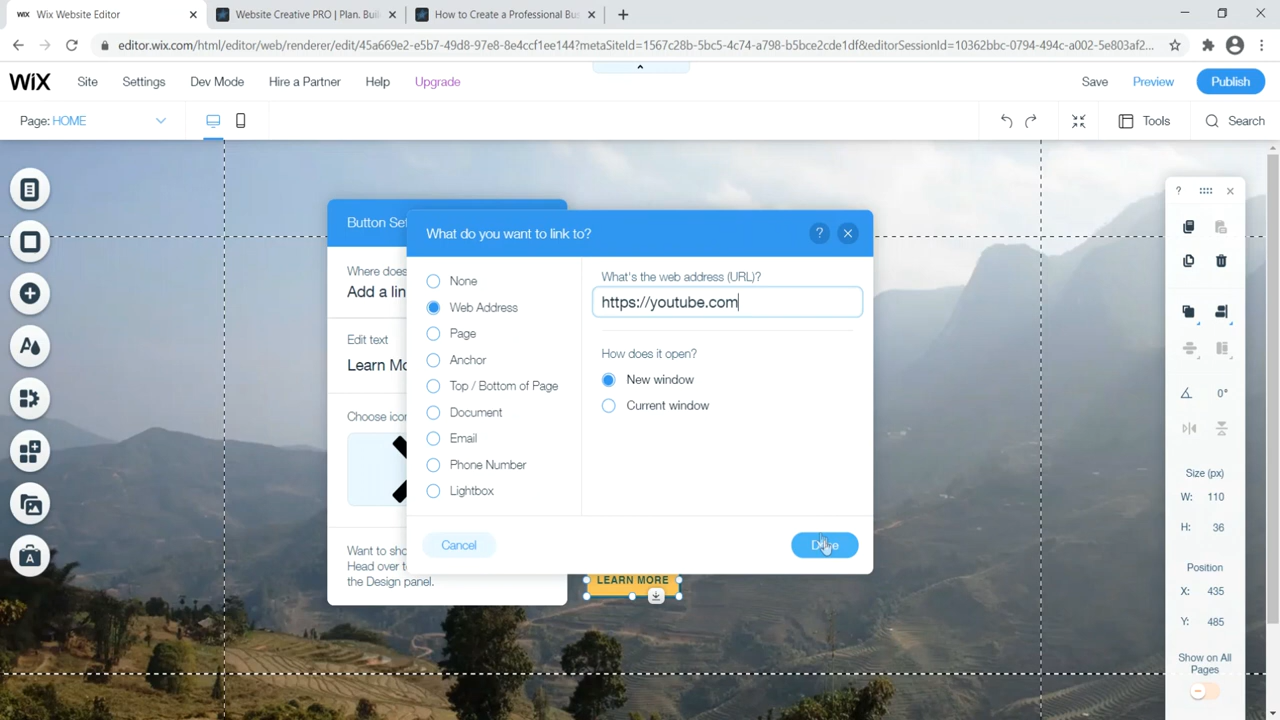 WiX Wix Website Editor
Website Creative PRO | Plan. Buil
How to Create a Professional Bus
editor.wix.com/html/editor/web/renderer/edit/45a669e2-e5b7-49d8-97e8-8e4ccf1ee144?metaSiteId=1567c28b-5bc5-4c74-a798-b5bce2cde1df&editorSessionId=10362bbc-0794-494c-a002-5e803af2...
WiX Site Settings Dev Mode Hire a Partner Help Upgrade Save Preview Publish
Page: HOME Tools Search
Button Set
What do you want to link to? ?
?
Where does
Add a lin
Edit text
Learn Mo
Choose icon
Want to sho
Head over to
the Design panel.
None
Web Address
Page
Anchor
Top / Bottom of Page
Document
Email
Phone Number
Lightbox
What's the web address (URL)?
https://youtube.com
How does it open?
New window
Current window
Cancel Done
LEARN MORE
0°
Size (px)
W: 110
H: 36
Position
X: 435
Y: 485
Show on All
Pages
A